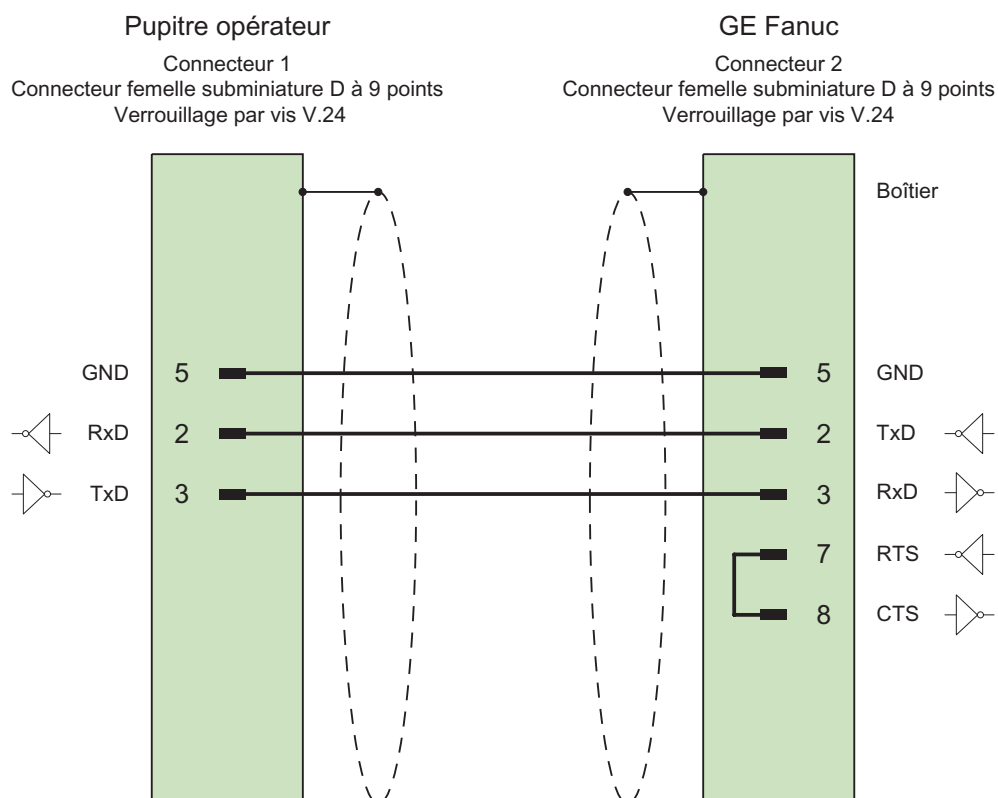 Pupitre opérateur
Connecteur 1
Connecteur femelle subminiature D à 9 points
Verrouillage par vis V.24
GE Fanuc
Connecteur 2
Connecteur femelle subminiature D à 9 points
Verrouillage par vis V.24
Boîtier
GND 5 5 GND
RxD 2 2 TxD
TxD 3 3 RxD
7 RTS
8 CTS